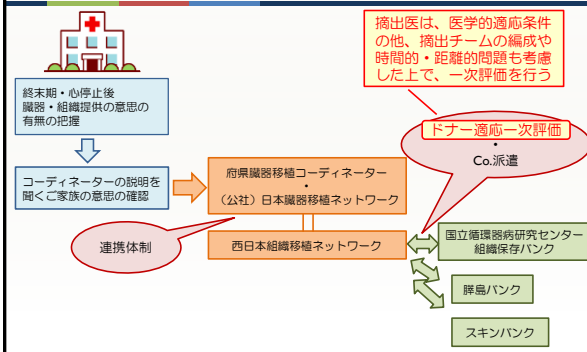 終末期・心停止後
臓器・組織提供の意思の
有無の把握
コーディネーターの説明を
聞くご家族の意思の確認
府県臓器移植コーディネーター
・
（公社）日本臓器移植ネットワーク
連携体制
西日本組織移植ネットワーク
摘出医は、医学的適応条件
の他、摘出チームの編成や
時間的・距離的問題も考慮
した上で、一次評価を行う
ドナー適応一次評価
・
Co.派遣
国立循環器病研究センター
組織保存バンク
膵島バンク
スキンバンク